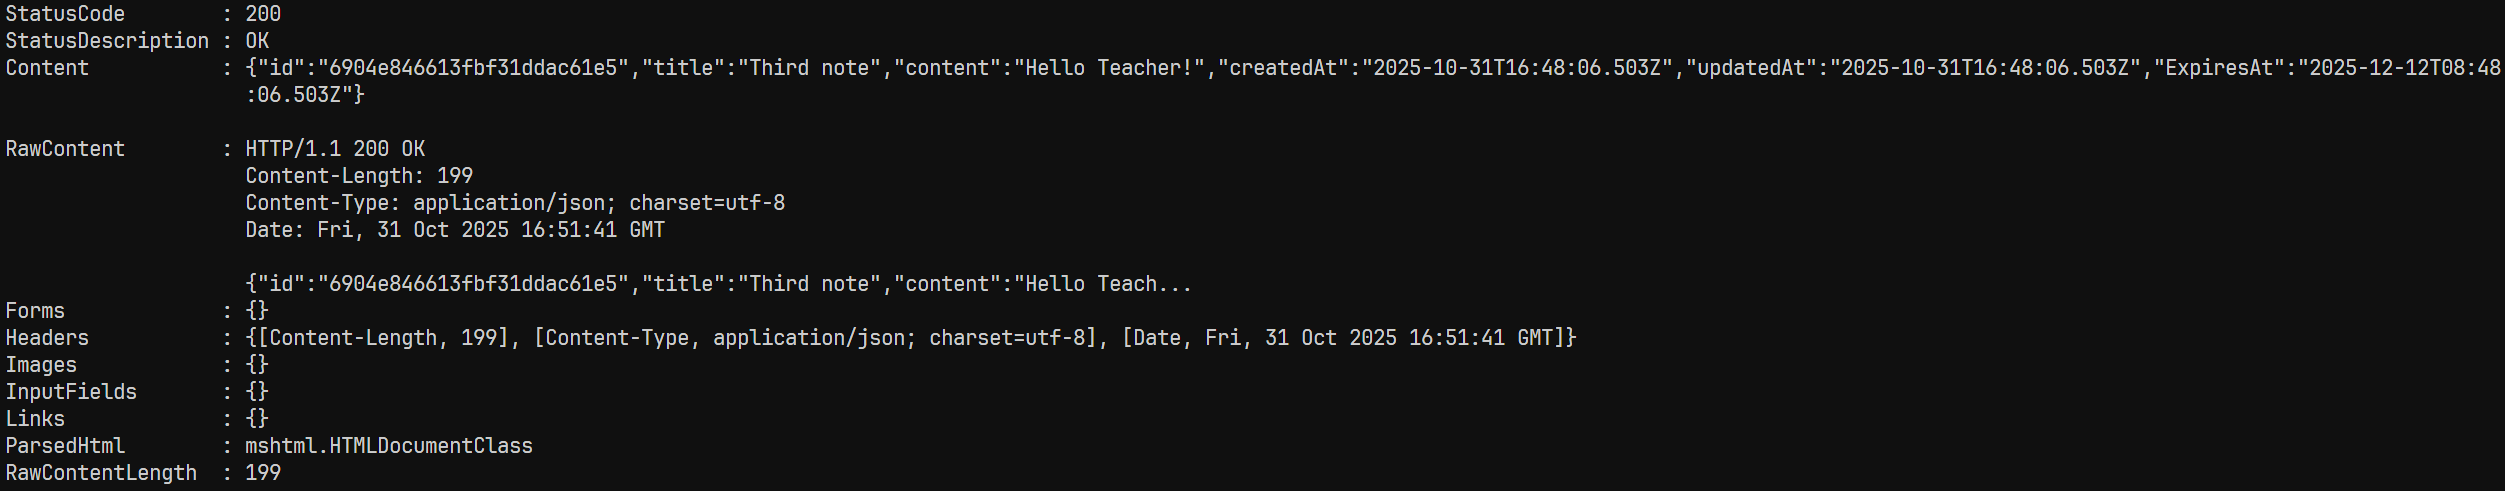 StatusCode        : 200
StatusDescription : OK
Content           : {"id":"6904e846613fbf31ddac61e5","title":"Third note","content":"Hello Teacher!","createdAt":"2025-10-31T16:48:06.503Z","updatedAt":"2025-10-31T16:48:06.503Z","ExpiresAt":"2025-12-12T08:48
                    :06.503Z"}

RawContent        : HTTP/1.1 200 OK
                    Content-Length: 199
                    Content-Type: application/json; charset=utf-8
                    Date: Fri, 31 Oct 2025 16:51:41 GMT

                    {"id":"6904e846613fbf31ddac61e5","title":"Third note","content":"Hello Teach...
Forms             : {}
Headers           : {[Content-Length, 199], [Content-Type, application/json; charset=utf-8], [Date, Fri, 31 Oct 2025 16:51:41 GMT]}
Images            : {}
InputFields       : {}
Links             : {}
ParsedHtml        : mshtml.HTMLDocumentClass
RawContentLength  : 199